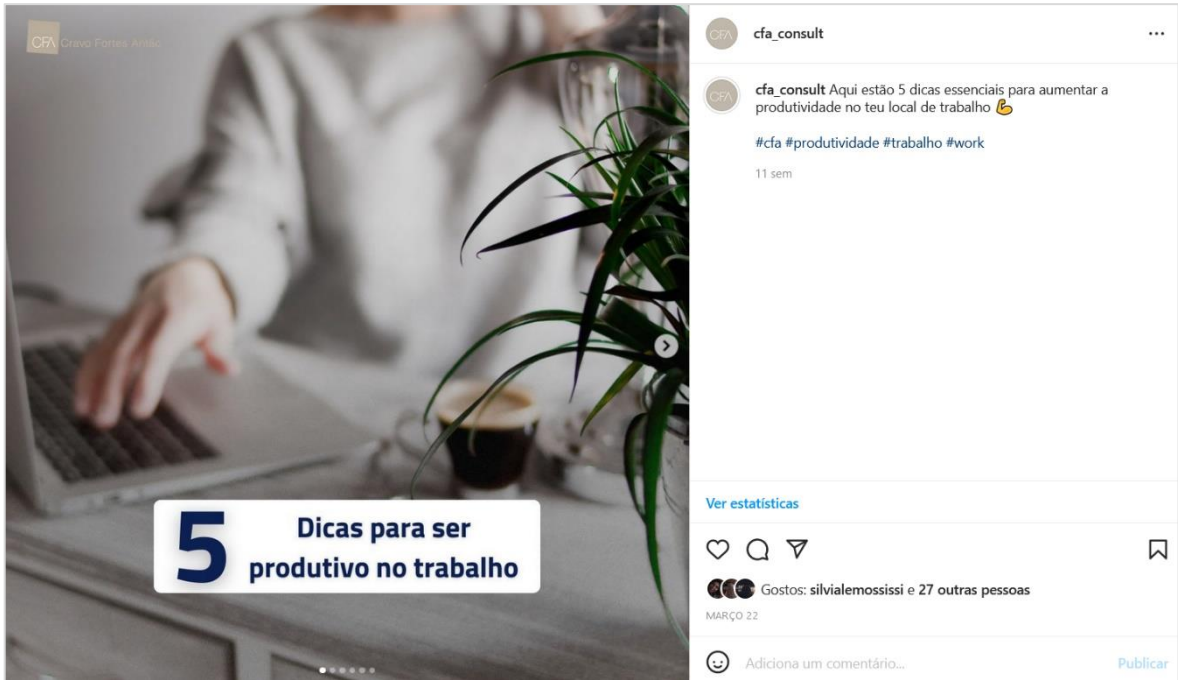 CFA Cravo Fortes Antão
5 Dicas para ser
produtivo no trabalho
CFA cfa_consult
CFA cfa_consult Aqui estão 5 dicas essenciais para aumentar a
produtividade no teu local de trabalho 💪
#cfa #produtividade #trabalho #work
11 sem
Ver estatísticas
Gostos: silvialemossissi e 27 outras pessoas
MARÇO 22
Adiciona um comentário...
Publicar